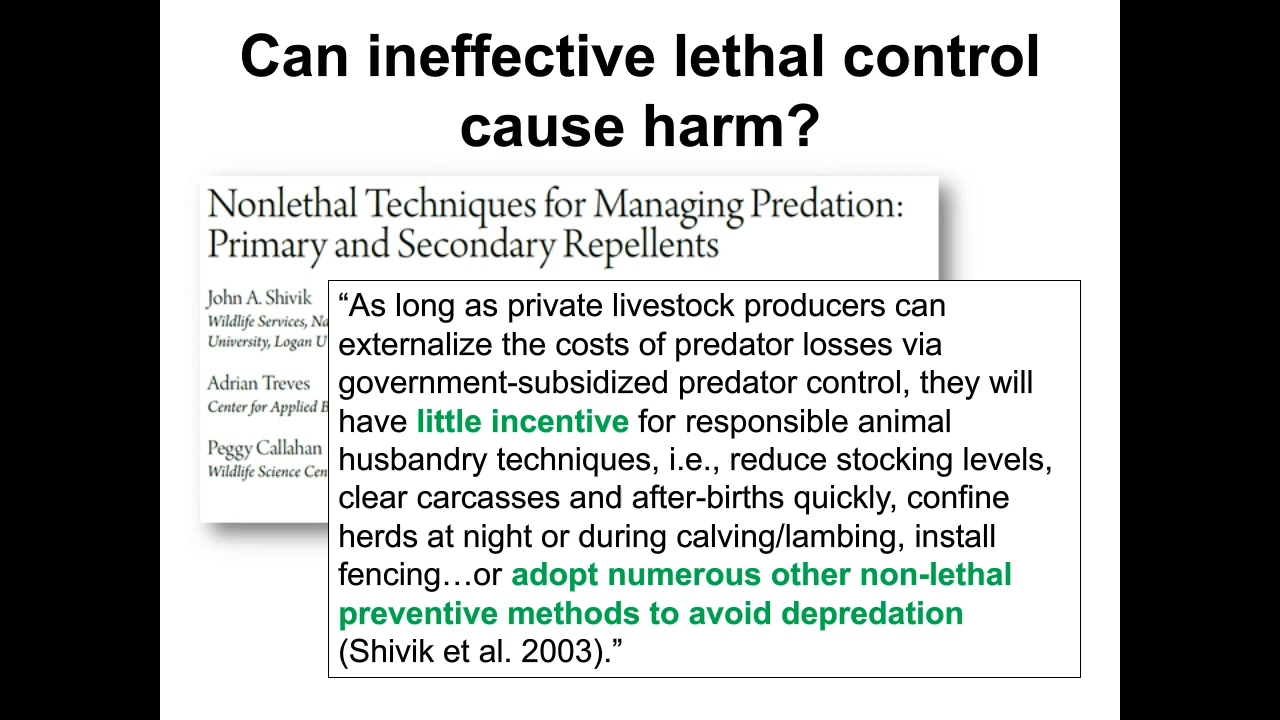 Can ineffective lethal control
cause harm?
Nonlethal Techniques for Managing Predation:
Primary and Secondary Repellents
John A. Shivik
Wildlife Services,
University, Logan
Adrian Treves
Center for Applied
Peggy Callahan
Wildlife Science
“As long as private livestock producers can
externalize the costs of predator losses via
government-subsidized predator control, they will
have little incentive for responsible animal
husbandry techniques, i.e., reduce stocking levels,
clear carcasses and after-births quickly, confine
herds at night or during calving/lambing, install
fencing…or adopt numerous other non-lethal
preventive methods to avoid depredation
(Shivik et al. 2003).”